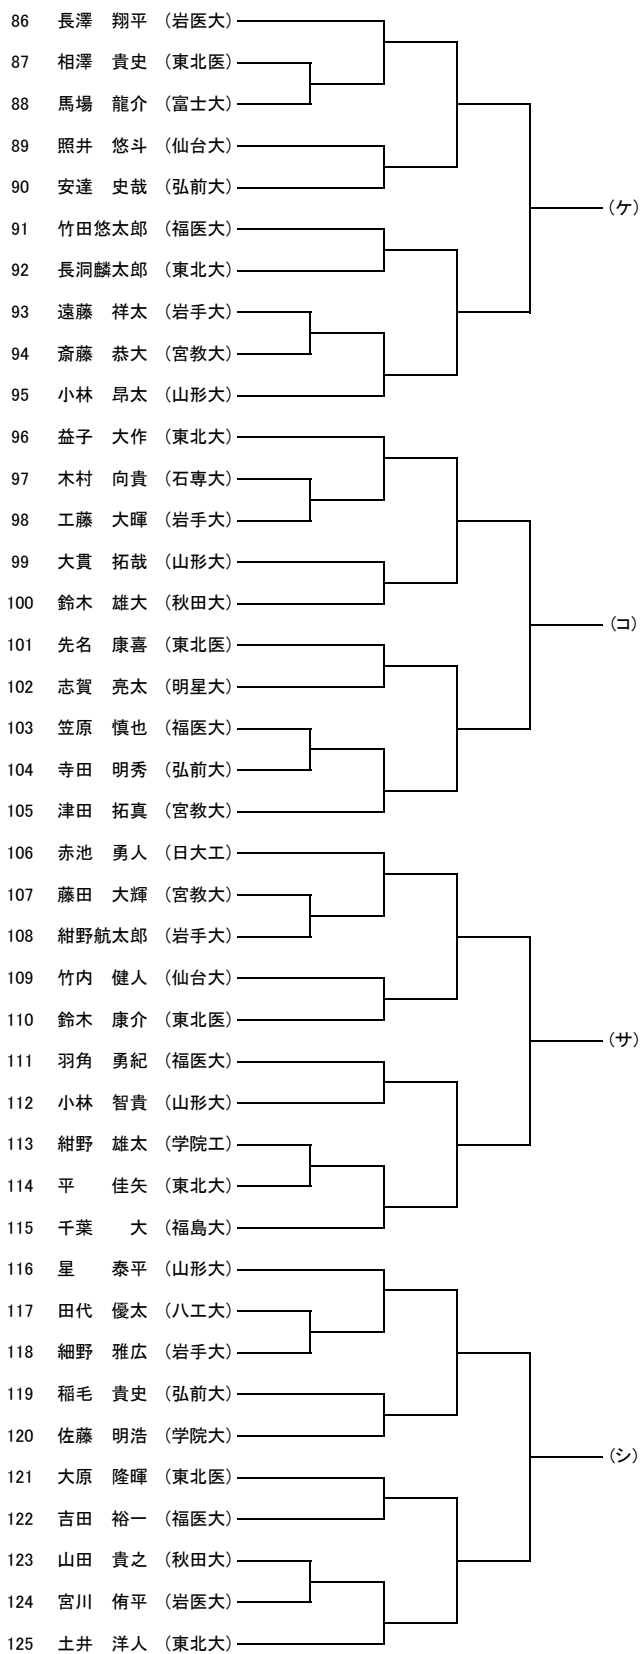 86 長澤 翔平 (岩医大)
87 相澤 貴史 (東北医)
88 馬場 龍介 (富士大)
89 照井 悠斗 (仙台大)
90 安達 史哉 (弘前大)
(ケ)
91 竹田悠太郎 (福医大)
92 長洞麟太郎 (東北大)
93 遠藤 祥太 (岩手大)
94 斎藤 恭大 (宮教大)
95 小林 昂太 (山形大)
96 益子 大作 (東北大)
97 木村 向貴 (石専大)
98 工藤 大暉 (岩手大)
99 大貫 拓哉 (山形大)
100 鈴木 雄大 (秋田大)
(コ)
101 先名 康喜 (東北医)
102 志賀 亮太 (明星大)
103 笠原 慎也 (福医大)
104 寺田 明秀 (弘前大)
105 津田 拓真 (宮教大)
106 赤池 勇人 (日大工)
107 藤田 大輝 (宮教大)
108 紺野航太郎 (岩手大)
109 竹内 健人 (仙台大)
110 鈴木 康介 (東北医)
(サ)
111 羽角 勇紀 (福医大)
112 小林 智貴 (山形大)
113 紺野 雄太 (学院工)
114 平 佳矢 (東北大)
115 千葉 大 (福島大)
116 星 泰平 (山形大)
117 田代 優太 (八工大)
118 細野 雅広 (岩手大)
119 稲毛 貴史 (弘前大)
120 佐藤 明浩 (学院大)
(シ)
121 大原 隆暉 (東北医)
122 吉田 裕一 (福医大)
123 山田 貴之 (秋田大)
124 宮川 侑平 (岩医大)
125 土井 洋人 (東北大)